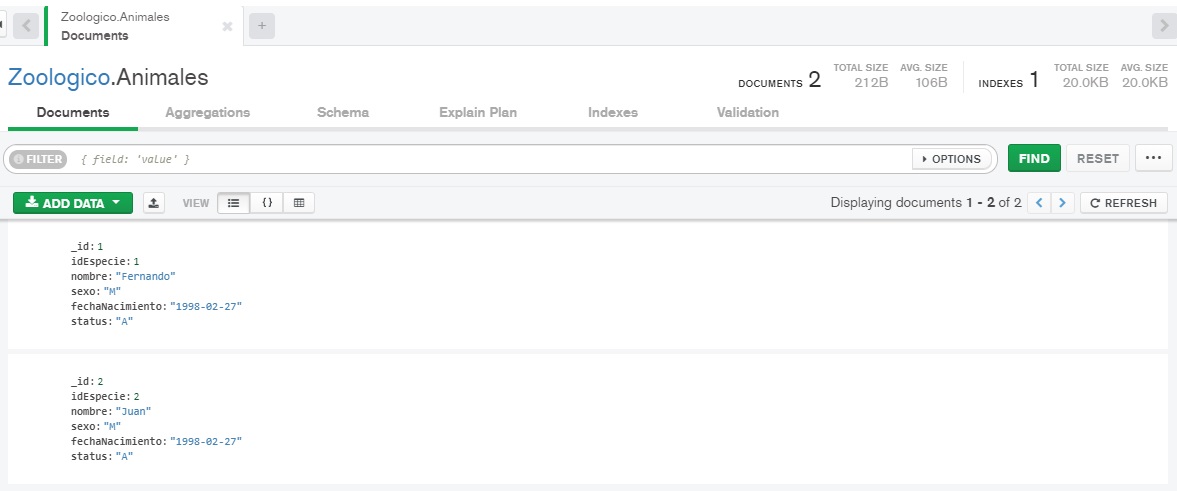 Zoologico.Animales
Documents
Zoologico.Animales
DOCUMENTS 2
TOTAL SIZE 212B
AVG. SIZE 106B
INDEXES 1
TOTAL SIZE 20.0KB
AVG. SIZE 20.0KB
Documents Aggregations Schema Explain Plan Indexes Validation
FILTER { field: 'value' } OPTIONS FIND RESET ...
ADD DATA VIEW {} Displaying documents 1 - 2 of 2 REFRESH
_id: 1
idEspecie: 1
nombre: "Fernando"
sexo: "M"
fechaNacimiento: "1998-02-27"
status: "A"
_id: 2
idEspecie: 2
nombre: "Juan"
sexo: "M"
fechaNacimiento: "1998-02-27"
status: "A"